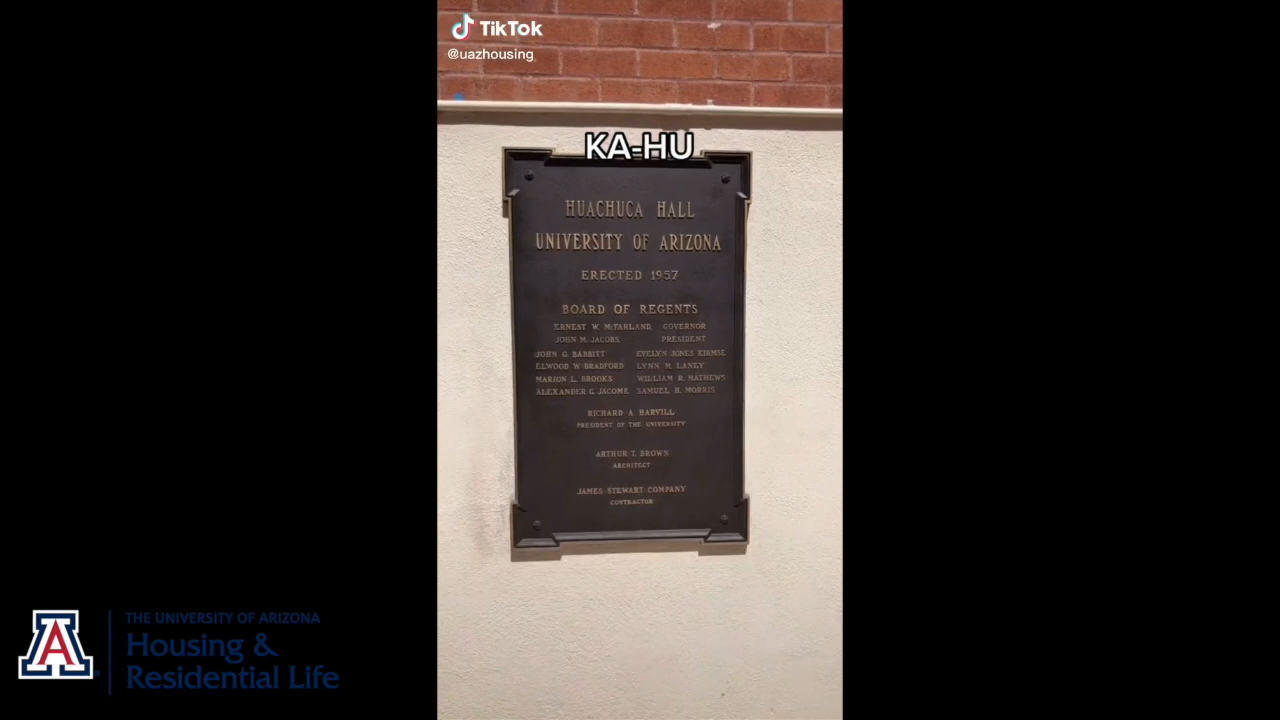 TikTok
@uazhousing
KA-HU
HUACHUCA HALL
UNIVERSITY OF ARIZONA
ERECTED 1957
BOARD OF REGENTS
ERNEST W. McFARLAND, GOVERNOR
JOHN M. JACOBS, PRESIDENT
JOHN G. BABBITT EVELYN JONES KIRMSE
ELWOOD W. BRADFORD LYNN M. LANEY
MARION L. BROOKS WILLIAM R. MATHEWS
ALEXANDER G. JACOME SAMUEL H. MORRIS
RICHARD A. HARVILL
PRESIDENT OF THE UNIVERSITY
ARTHUR T. BROWN
ARCHITECT
JAMES STEWART COMPANY
CONTRACTOR
A
THE UNIVERSITY OF ARIZONA
Housing &
Residential Life